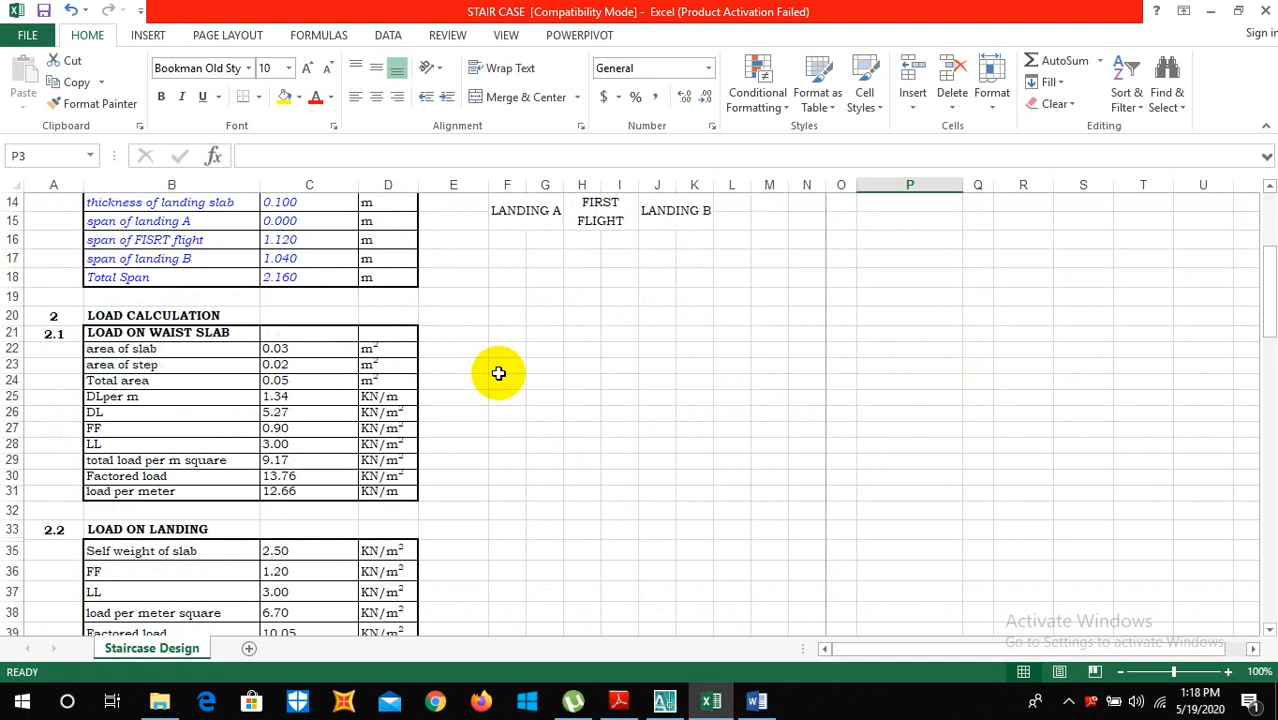 STAIR CASE [Compatibility Mode] - Excel (Product Activation Failed)
FILE HOME INSERT PAGE LAYOUT FORMULAS DATA REVIEW VIEW POWERPIVOT Sign in
Paste Cut Copy Format Painter
Clipboard
Bookman Old Sty 10
B I U
Font
Wrap Text
Merge & Center
Alignment
General
$ % ,
Number
Conditional Formatting Format as Table Cell Styles
Styles
Insert Delete Format
Cells
AutoSum
Fill
Clear
Sort & Filter Find & Select
Editing
P3 fx
A B C D E F G H I J K L M N O P Q R S T U
14 thickness of landing slab 0.100 m LANDING A FIRST FLIGHT LANDING B
15 span of landing A 0.000 m
16 span of FISRT flight 1.120 m
17 span of landing B 1.040 m
18 Total Span 2.160 m
19
20 2 LOAD CALCULATION
21 2.1 LOAD ON WAIST SLAB
22 area of slab 0.03 m²
23 area of step 0.02 m²
24 Total area 0.05 m²
25 DLper m 1.34 KN/m
26 DL 5.27 KN/m²
27 FF 0.90 KN/m²
28 LL 3.00 KN/m²
29 total load per m square 9.17 KN/m²
30 Factored load 13.76 KN/m²
31 load per meter 12.66 KN/m
32
33 2.2 LOAD ON LANDING
35 Self weight of slab 2.50 KN/m²
36 FF 1.20 KN/m²
37 LL 3.00 KN/m²
38 load per meter square 6.70 KN/m²
39 Factored load 10.05 KN/m²
Activate Windows
Go to Settings to activate Windows.
Staircase Design
READY 100%
1:18 PM
5/19/2020